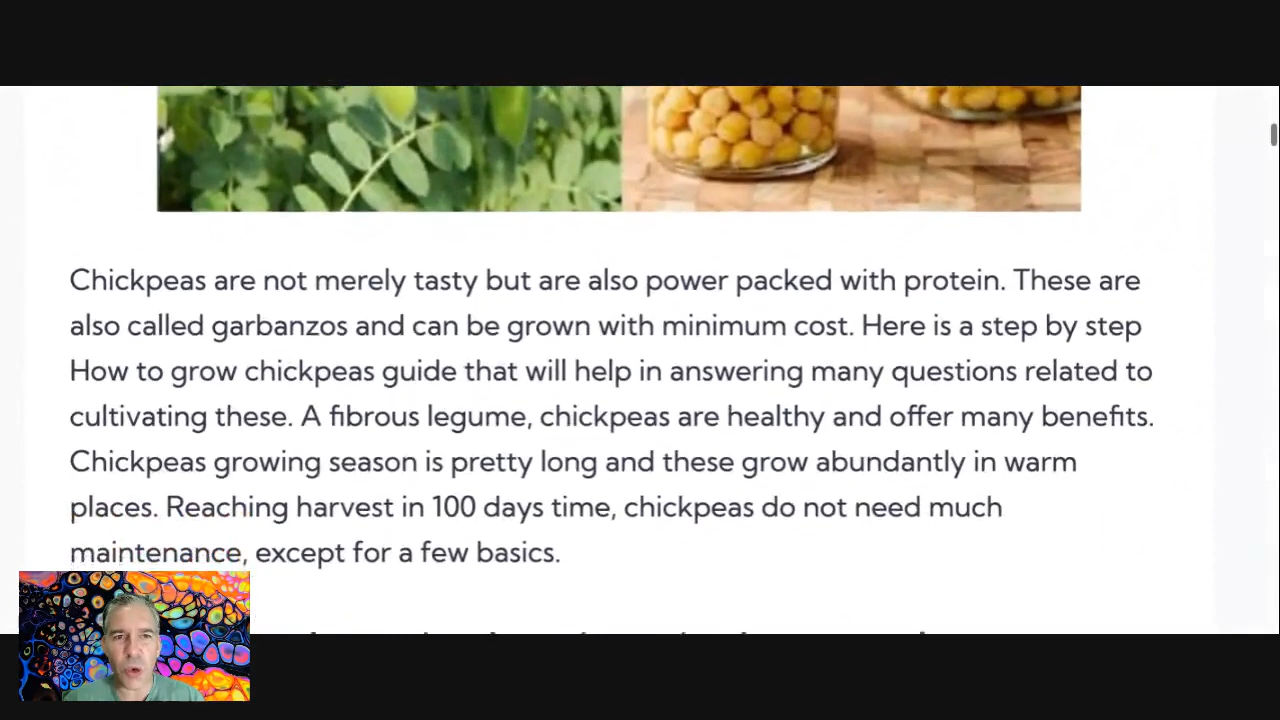 Chickpeas are not merely tasty but are also power packed with protein. These are
also called garbanzos and can be grown with minimum cost. Here is a step by step
How to grow chickpeas guide that will help in answering many questions related to
cultivating these. A fibrous legume, chickpeas are healthy and offer many benefits.
Chickpeas growing season is pretty long and these grow abundantly in warm
places. Reaching harvest in 100 days time, chickpeas do not need much
maintenance, except for a few basics.